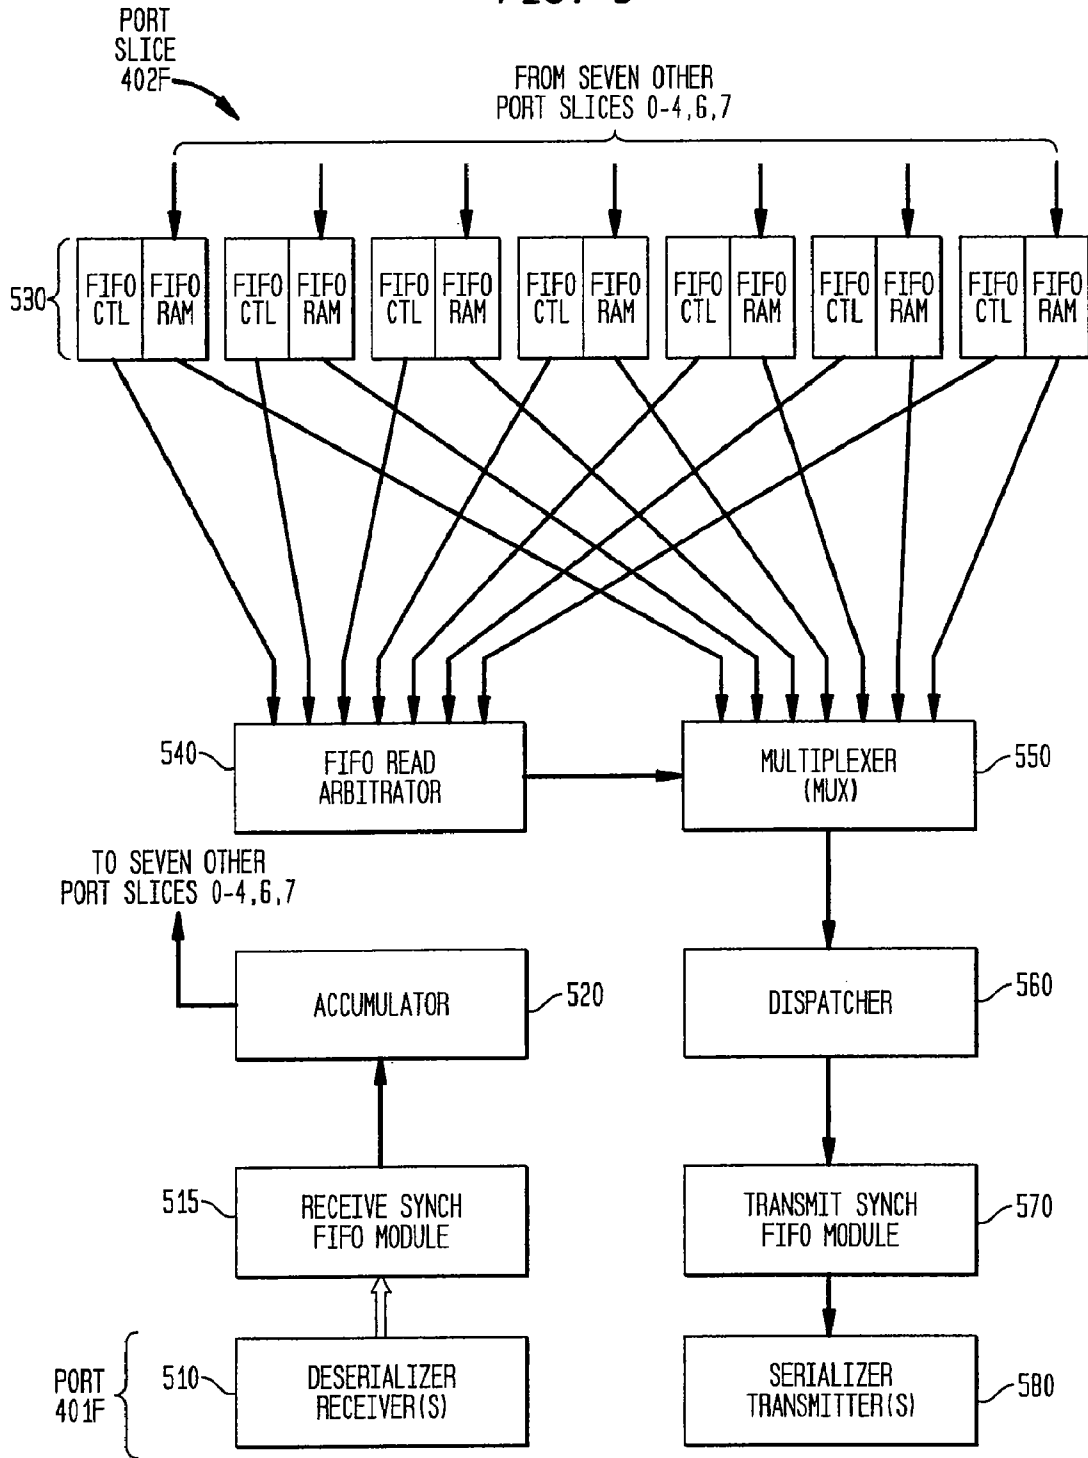 PORT
SLICE
402F
FROM SEVEN OTHER
PORT SLICES 0-4,6,7
530
FIFO CTL
FIFO RAM
FIFO CTL
FIFO RAM
FIFO CTL
FIFO RAM
FIFO CTL
FIFO RAM
FIFO CTL
FIFO RAM
FIFO CTL
FIFO RAM
FIFO CTL
FIFO RAM
540
FIFO READ
ARBITRATOR
MULTIPLEXER
(MUX)
550
TO SEVEN OTHER
PORT SLICES 0-4,6,7
ACCUMULATOR
520
DISPATCHER
560
515
RECEIVE SYNCH
FIFO MODULE
TRANSMIT SYNCH
FIFO MODULE
570
PORT
401F
510
DESERIALIZER
RECEIVER(S)
SERIALIZER
TRANSMITTER(S)
580